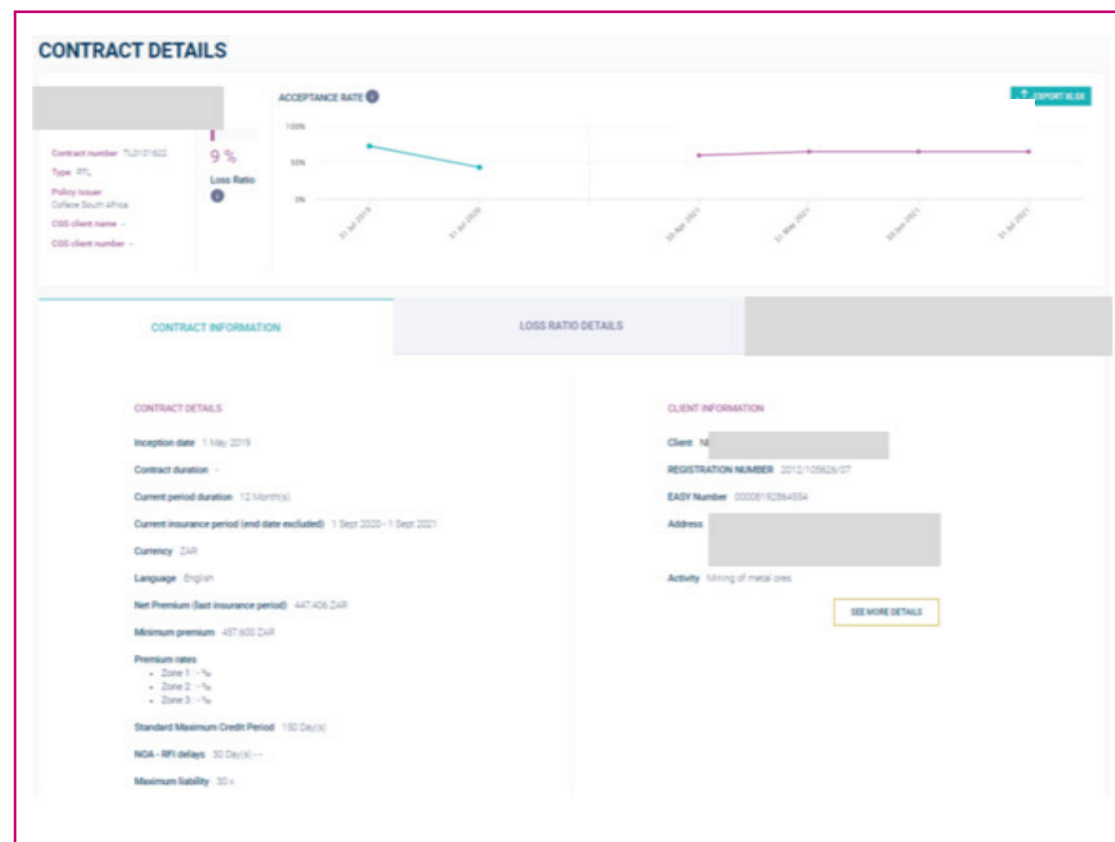 CONTRACT DETAILS
ACCEPTANCE RATE
EXPORT XLSX
Contract number TL0101622
Type RTL
Policy issuer
Coface South Africa
CGS client name -
CGS client number -
9 %
Loss Ratio
100%
50%
0%
31 Jul 2019
31 Jul 2020
30 Apr 2021
31 May 2021
30 Jun 2021
31 Jul 2021
CONTRACT INFORMATION
LOSS RATIO DETAILS
CONTRACT DETAILS
Inception date 1 May 2019
Contract duration -
Current period duration 12 Month(s)
Current insurance period (end date excluded) 1 Sept 2020 - 1 Sept 2021
Currency ZAR
Language English
Net Premium (last insurance period) 447,406 ZAR
Minimum premium 457,600 ZAR
Premium rates
• Zone 1 : - ‰
• Zone 2 : - ‰
• Zone 3 : - ‰
Standard Maximum Credit Period 150 Day(s)
NOA - RFI delays 30 Day(s) - -
Maximum liability 30 x
CLIENT INFORMATION
Client
REGISTRATION NUMBER 2012/105626/07
EASY Number 00008192864554
Address
Activity Mining of metal ores
SEE MORE DETAILS